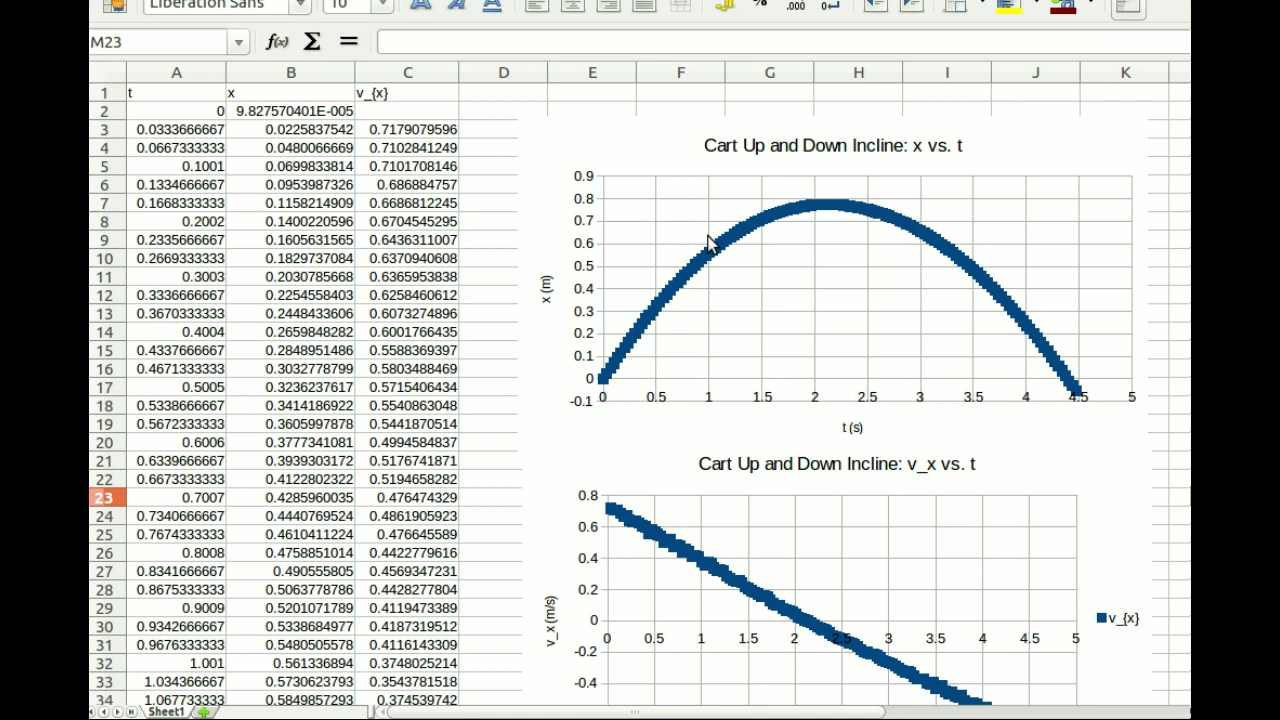 Liberation Sans 10 % .000
M23 f(x) Σ =
A B C D E F G H I J K
1 t x v_{x}
2 0 9.827570401E-005
3 0.0333666667 0.0225837542 0.7179079596
4 0.0667333333 0.0480066669 0.7102841249
5 0.1001 0.0699833814 0.7101708146
6 0.1334666667 0.0953987326 0.686884757
7 0.1668333333 0.1158214909 0.6686812245
8 0.2002 0.1400220596 0.6704545295
9 0.2335666667 0.1605631565 0.6436311007
10 0.2669333333 0.1829737084 0.6370940608
11 0.3003 0.2030785668 0.6365953838
12 0.3336666667 0.2254558403 0.6258460612
13 0.3670333333 0.2448433606 0.6073274896
14 0.4004 0.2659848282 0.6001766435
15 0.4337666667 0.2848951486 0.5588369397
16 0.4671333333 0.3032778799 0.5803488469
17 0.5005 0.3236237617 0.5715406434
18 0.5338666667 0.3414186922 0.5540863048
19 0.5672333333 0.3605997878 0.5441870514
20 0.6006 0.3777341081 0.4994584837
21 0.6339666667 0.3939303172 0.5176741871
22 0.6673333333 0.4122802322 0.5194658282
23 0.7007 0.4285960035 0.476474329
24 0.7340666667 0.4440769524 0.4861905923
25 0.7674333333 0.4610411224 0.476645589
26 0.8008 0.4758851014 0.4422779616
27 0.8341666667 0.490555805 0.4569347231
28 0.8675333333 0.5063778786 0.4428277804
29 0.9009 0.5201071789 0.4119473389
30 0.9342666667 0.5338684977 0.4187319512
31 0.9676333333 0.5480505578 0.4116143309
32 1.001 0.561336894 0.3748025214
33 1.034366667 0.5730623793 0.3543781518
34 1.067733333 0.5849857293 0.374539742
Sheet1
Cart Up and Down Incline: x vs. t
0.9
0.8
0.7
0.6
0.5
0.4
0.3
0.2
0.1
0
-0.1
x (m)
0 0.5 1 1.5 2 2.5 3 3.5 4 4.5 5
t (s)
Cart Up and Down Incline: v_x vs. t
0.8
0.6
0.4
0.2
0
-0.2
-0.4
v_x (m/s)
0 0.5 1 1.5 2 2.5 3 3.5 4 4.5 5
v_{x}